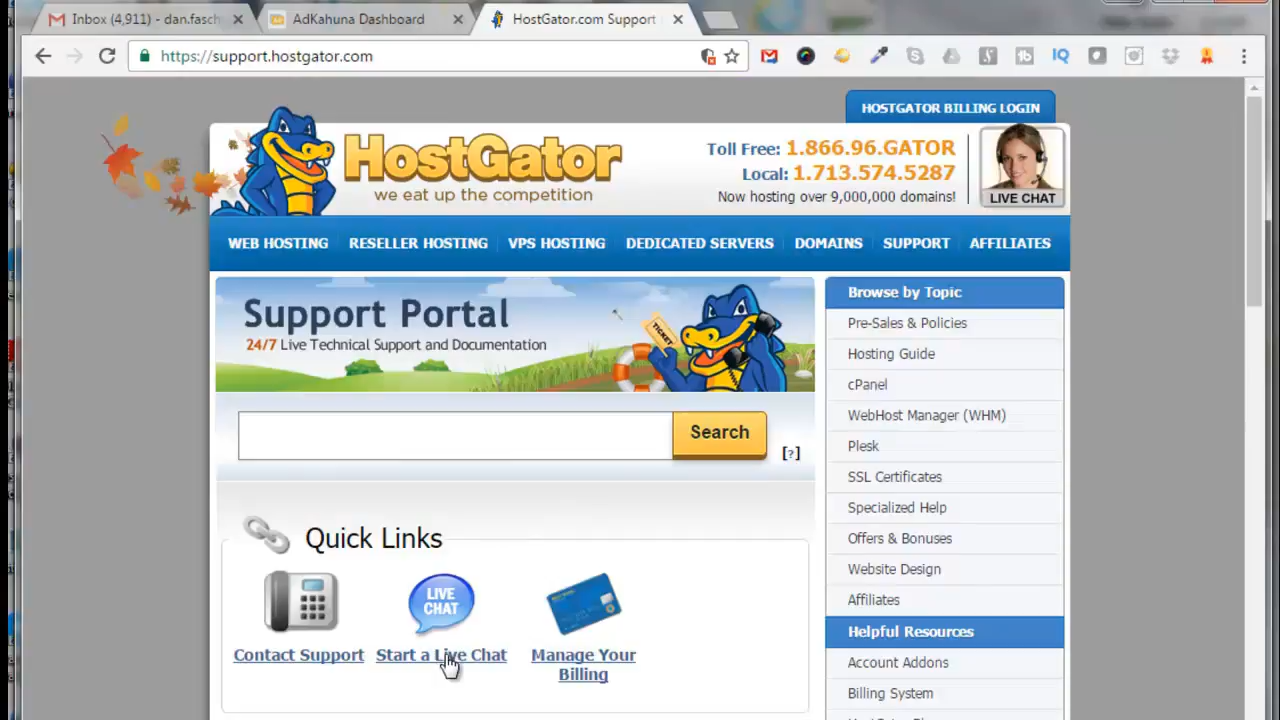 Inbox (4,911) - dan.fasch
AdKahuna Dashboard
HostGator.com Support
https://support.hostgator.com
HOSTGATOR BILLING LOGIN
HostGator
we eat up the competition
Toll Free: 1.866.96.GATOR
Local: 1.713.574.5287
Now hosting over 9,000,000 domains!
LIVE CHAT
WEB HOSTING RESELLER HOSTING VPS HOSTING DEDICATED SERVERS DOMAINS SUPPORT AFFILIATES
Support Portal
24/7 Live Technical Support and Documentation
TICKET
Search
[?]
Quick Links
LIVE
CHAT
Contact Support
Start a Live Chat
Manage Your
Billing
Browse by Topic
Pre-Sales & Policies
Hosting Guide
cPanel
WebHost Manager (WHM)
Plesk
SSL Certificates
Specialized Help
Offers & Bonuses
Website Design
Affiliates
Helpful Resources
Account Addons
Billing System